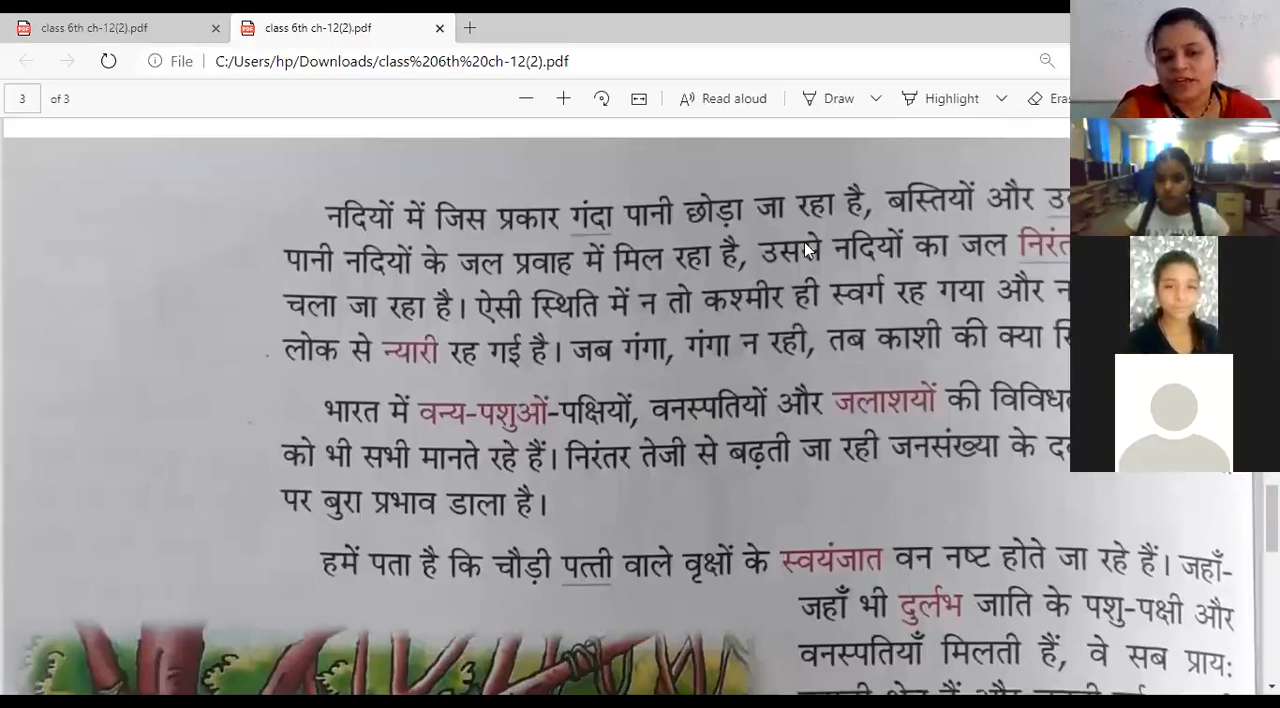 class 6th ch-12(2).pdf
class 6th ch-12(2).pdf
File C:/Users/hp/Downloads/class%206th%20ch-12(2).pdf
3 of 3 Read aloud Draw Highlight
नदियों में जिस प्रकार गंदा पानी छोड़ा जा रहा है, बस्तियों और
पानी नदियों के जल प्रवाह में मिल रहा है, उससे नदियों का जल
चला जा रहा है। ऐसी स्थिति में न तो कश्मीर ही स्वर्ग रह गया और
लोक से न्यारी रह गई है। जब गंगा, गंगा न रही, तब काशी की क्या
भारत में वन्य-पशुओं-पक्षियों, वनस्पतियों और जलाशयों की
को भी सभी मानते रहे हैं। निरंतर तेजी से बढ़ती जा रही जनसंख्या के
पर बुरा प्रभाव डाला है।
हमें पता है कि चौड़ी पत्ती वाले वृक्षों के स्वयंजात वन नष्ट होते जा रहे हैं। जहाँ-
जहाँ भी दुर्लभ जाति के पशु-पक्षी और
वनस्पतियाँ मिलती हैं, वे सब प्रायः